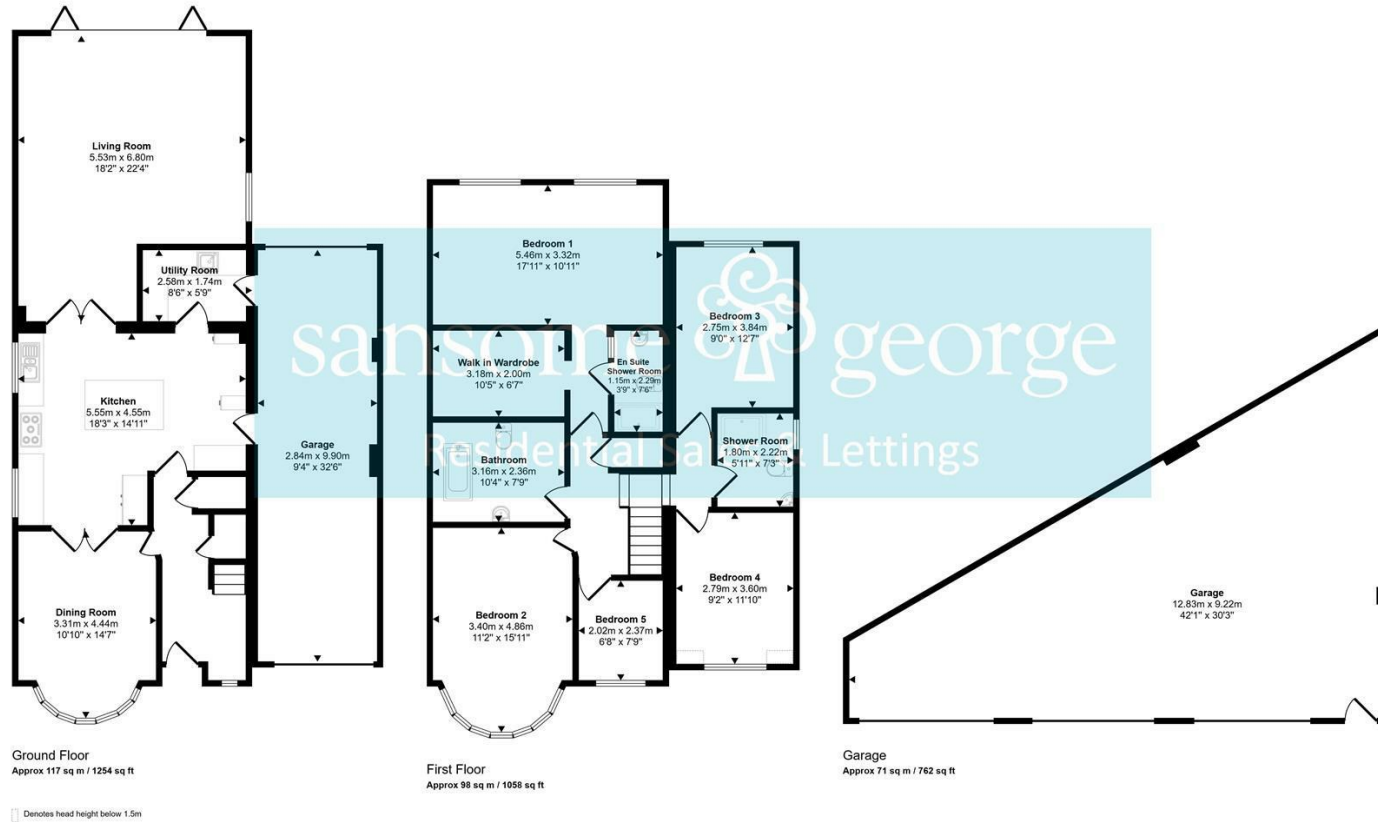 Living Room
5.53m x 6.80m
18'2" x 22'4"
Utility Room
2.58m x 1.74m
8'6" x 5'9"
Kitchen
5.55m x 4.55m
18'3" x 14'11"
Garage
2.84m x 9.90m
9'4" x 32'6"
Dining Room
3.31m x 4.44m
10'10" x 14'7"
Ground Floor
Approx 117 sq m / 1254 sq ft
Denotes head height below 1.5m
Bedroom 1
5.46m x 3.32m
17'11" x 10'11"
Bedroom 3
2.75m x 3.84m
9'0" x 12'7"
Walk in Wardrobe
3.18m x 2.00m
10'5" x 6'7"
En Suite
Shower Room
1.15m x 2.29m
3'9" x 7'6"
Bathroom
3.16m x 2.36m
10'4" x 7'9"
Shower Room
1.80m x 2.22m
5'11" x 7'3"
Bedroom 2
3.40m x 4.86m
11'2" x 15'11"
Bedroom 5
2.02m x 2.37m
6'8" x 7'9"
Bedroom 4
2.79m x 3.60m
9'2" x 11'10"
First Floor
Approx 98 sq m / 1058 sq ft
Garage
12.83m x 9.22m
42'1" x 30'3"
Garage
Approx 71 sq m / 762 sq ft
sansome george
Residential Sales & Lettings